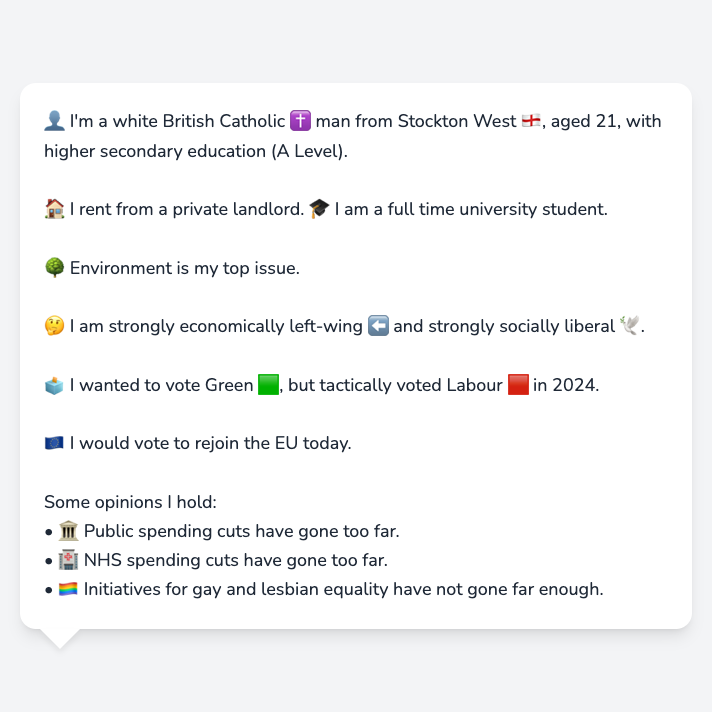 👤 I'm a white British Catholic ✝️ man from Stockton West 🏴󠁧󠁢󠁥󠁮󠁧󠁿, aged 21, with
higher secondary education (A Level).
🏠 I rent from a private landlord. 🎓 I am a full time university student.
🌳 Environment is my top issue.
🤔 I am strongly economically left-wing ⬅️ and strongly socially liberal 🕊️.
🗳️ I wanted to vote Green 🟩, but tactically voted Labour 🟥 in 2024.
🇪🇺 I would vote to rejoin the EU today.
Some opinions I hold:
• 🏛️ Public spending cuts have gone too far.
• 🏥 NHS spending cuts have gone too far.
• 🏳️‍🌈 Initiatives for gay and lesbian equality have not gone far enough.